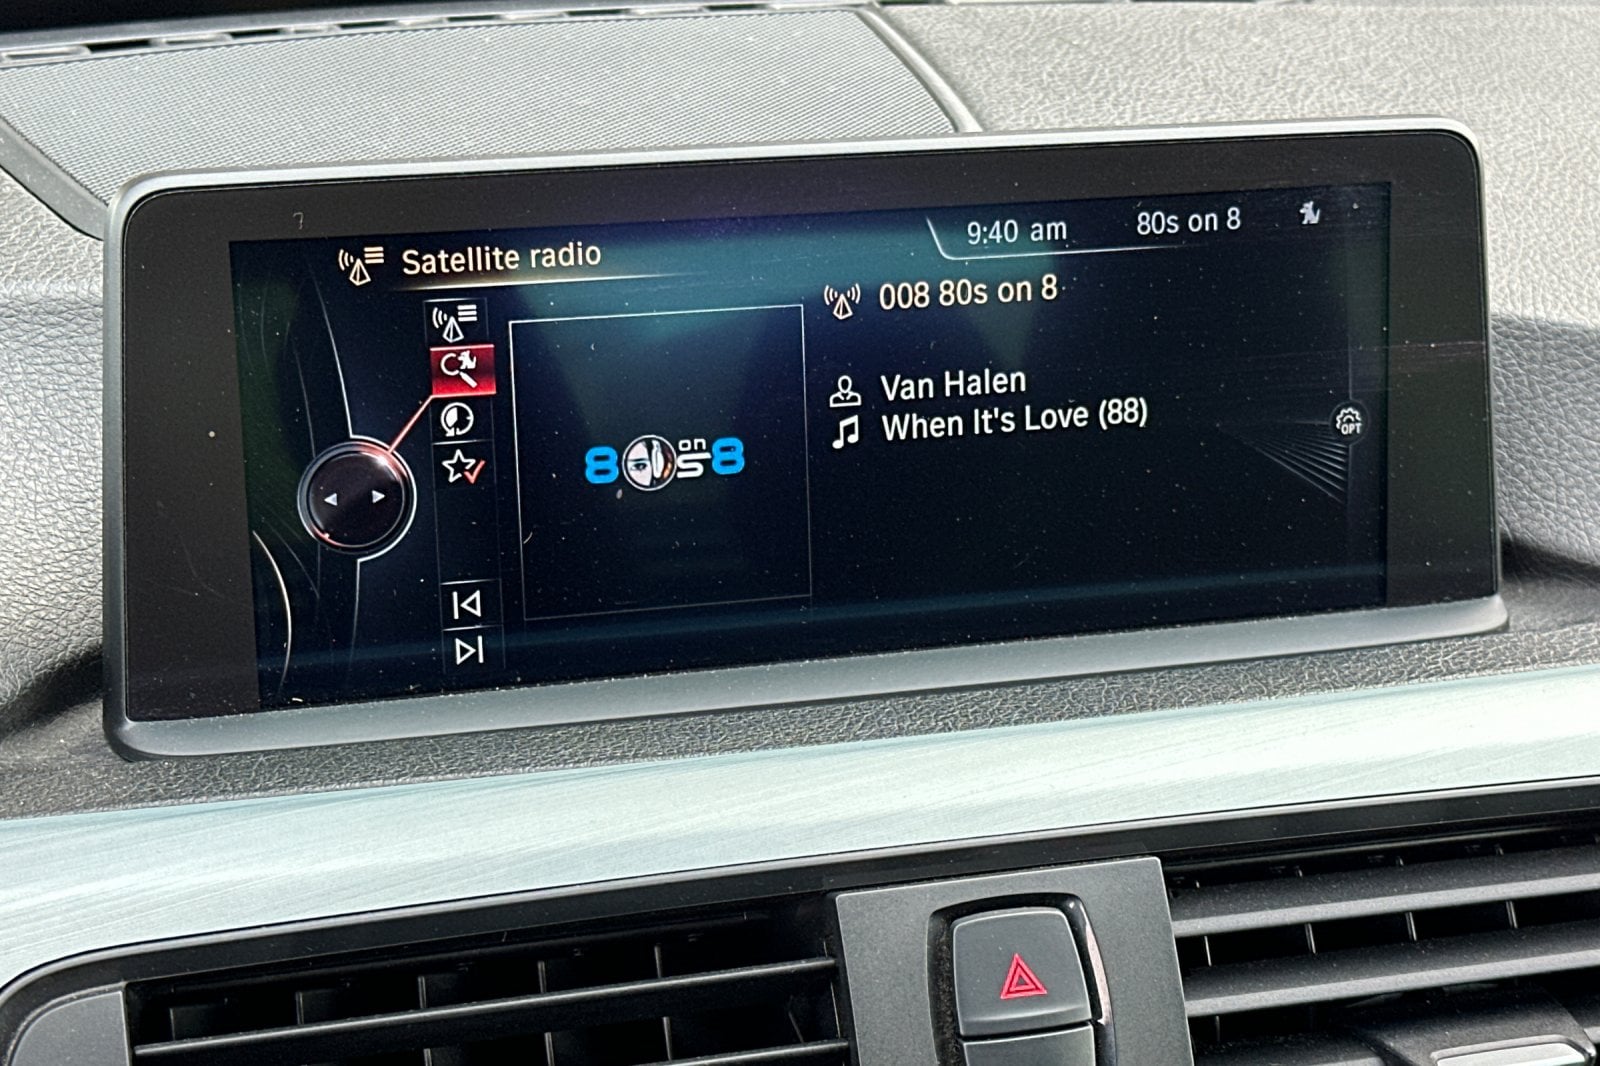 Satellite radio
9:40 am
80s on 8
008 80s on 8
Van Halen
When It's Love (88)
80s on 8
OPT